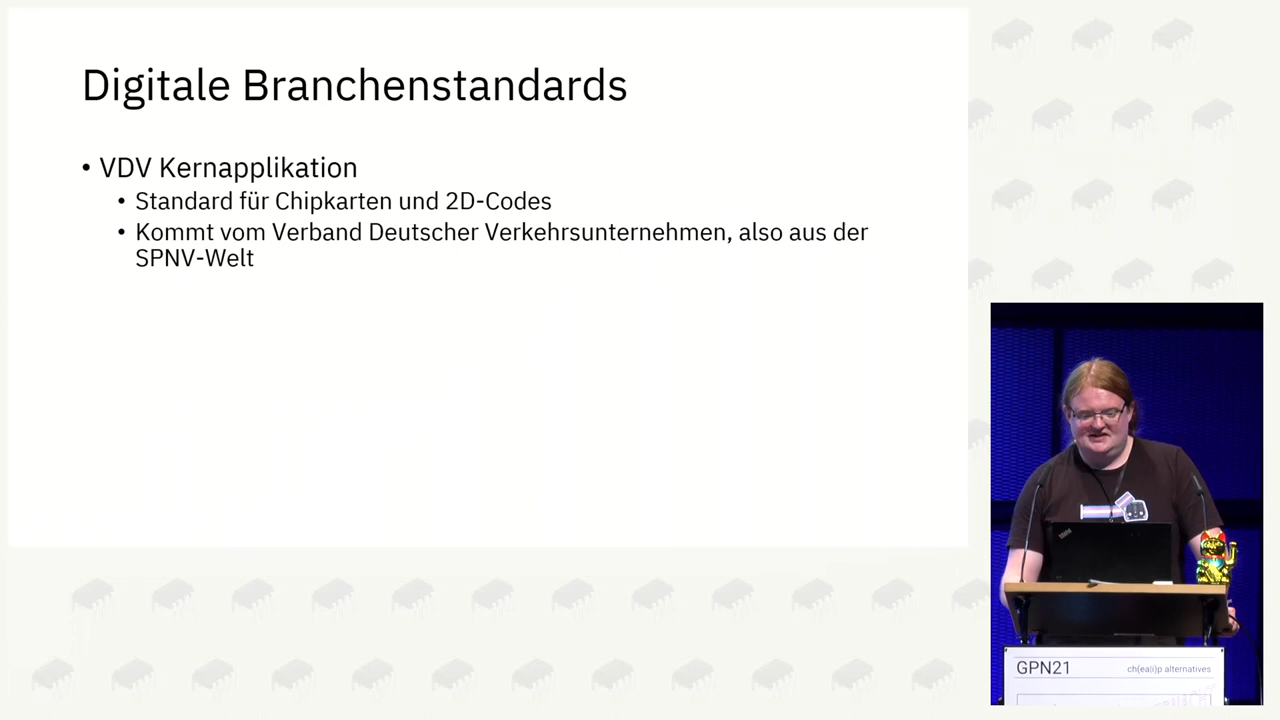 Digitale Branchenstandards
• VDV Kernapplikation
• Standard für Chipkarten und 2D-Codes
• Kommt vom Verband Deutscher Verkehrsunternehmen, also aus der
SPNV-Welt
GPN21
ch(ea|i)p alternatives